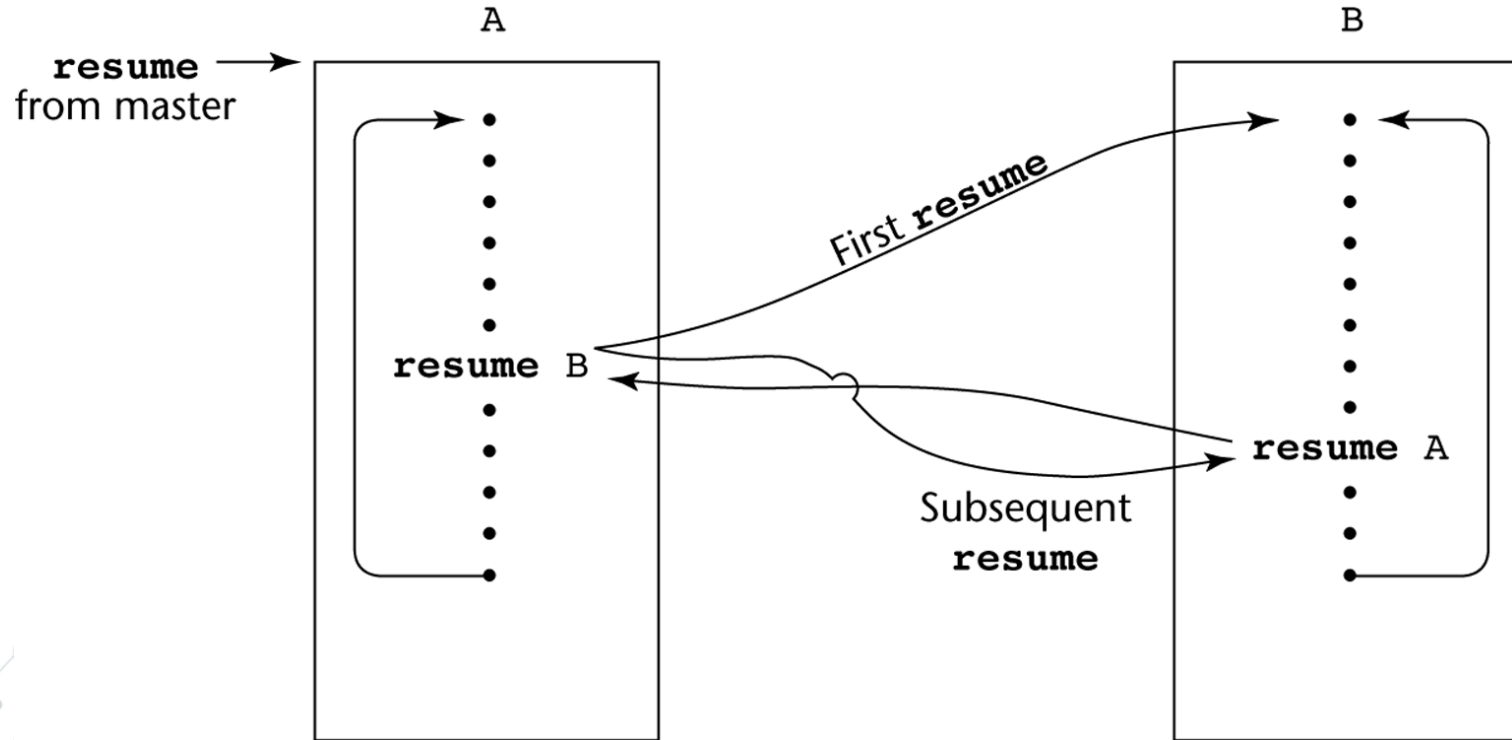 A
B
resume
from master
First resume
resume B
resume A
Subsequent
resume